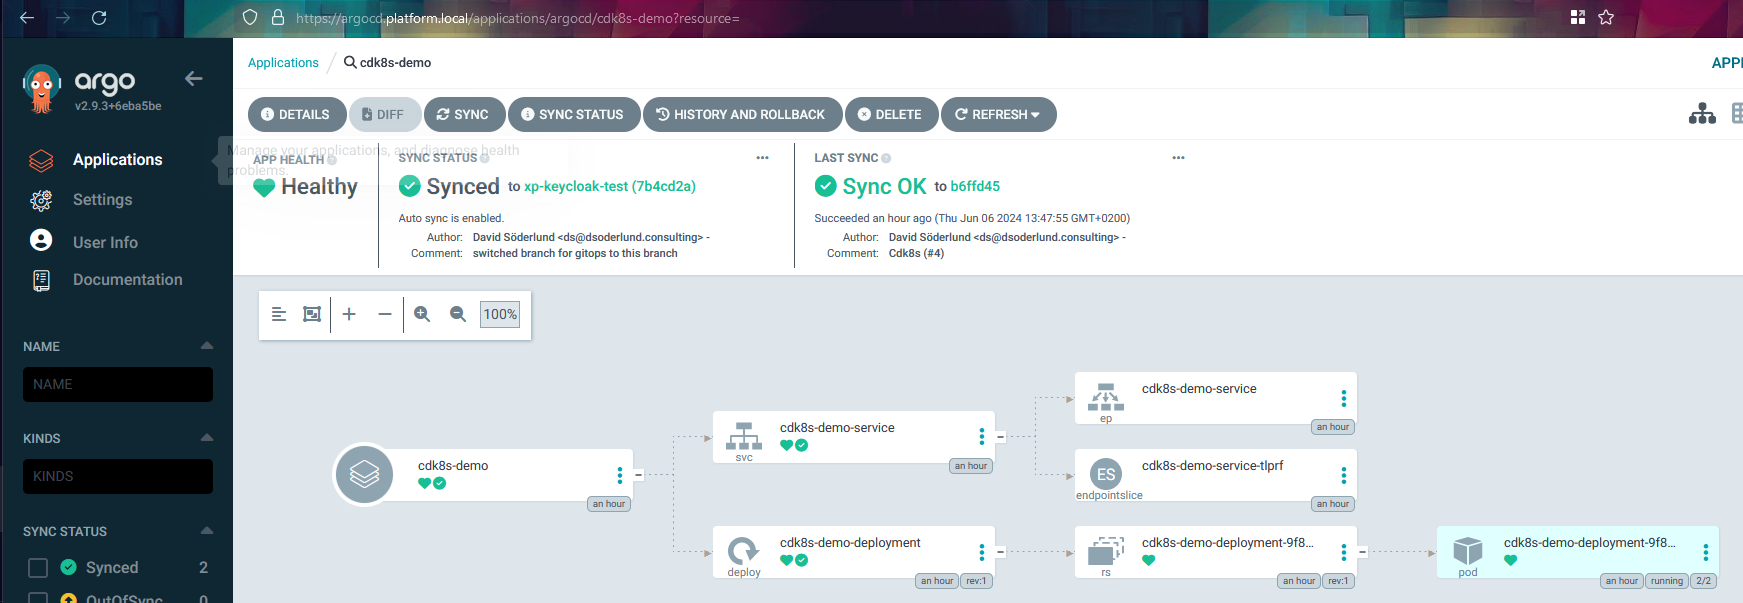 https://argocd.platform.local/applications/argocd/cdk8s-demo?resource=
argo
v2.9.3+6eba5be
Applications
Settings
User Info
Documentation
NAME
NAME
KINDS
KINDS
SYNC STATUS
Synced 2
OutOfSync 0
Applications / cdk8s-demo
APPL
DETAILS DIFF SYNC SYNC STATUS HISTORY AND ROLLBACK DELETE REFRESH
Manage your applications, and diagnose health
problems.
APP HEALTH
Healthy
SYNC STATUS
Synced to xp-keycloak-test (7b4cd2a)
Auto sync is enabled.
Author: David Söderlund <ds@dsoderlund.consulting> -
Comment: switched branch for gitops to this branch
LAST SYNC
Sync OK to b6ffd45
Succeeded an hour ago (Thu Jun 06 2024 13:47:55 GMT+0200)
Author: David Söderlund <ds@dsoderlund.consulting> -
Comment: Cdk8s (#4)
100%
cdk8s-demo
an hour
cdk8s-demo-service
svc
an hour
cdk8s-demo-service
ep
an hour
ES
cdk8s-demo-service-tlprf
endpointslice
an hour
cdk8s-demo-deployment
deploy
an hour rev:1
cdk8s-demo-deployment-9f8...
rs
an hour rev:1
cdk8s-demo-deployment-9f8...
pod
an hour running 2/2